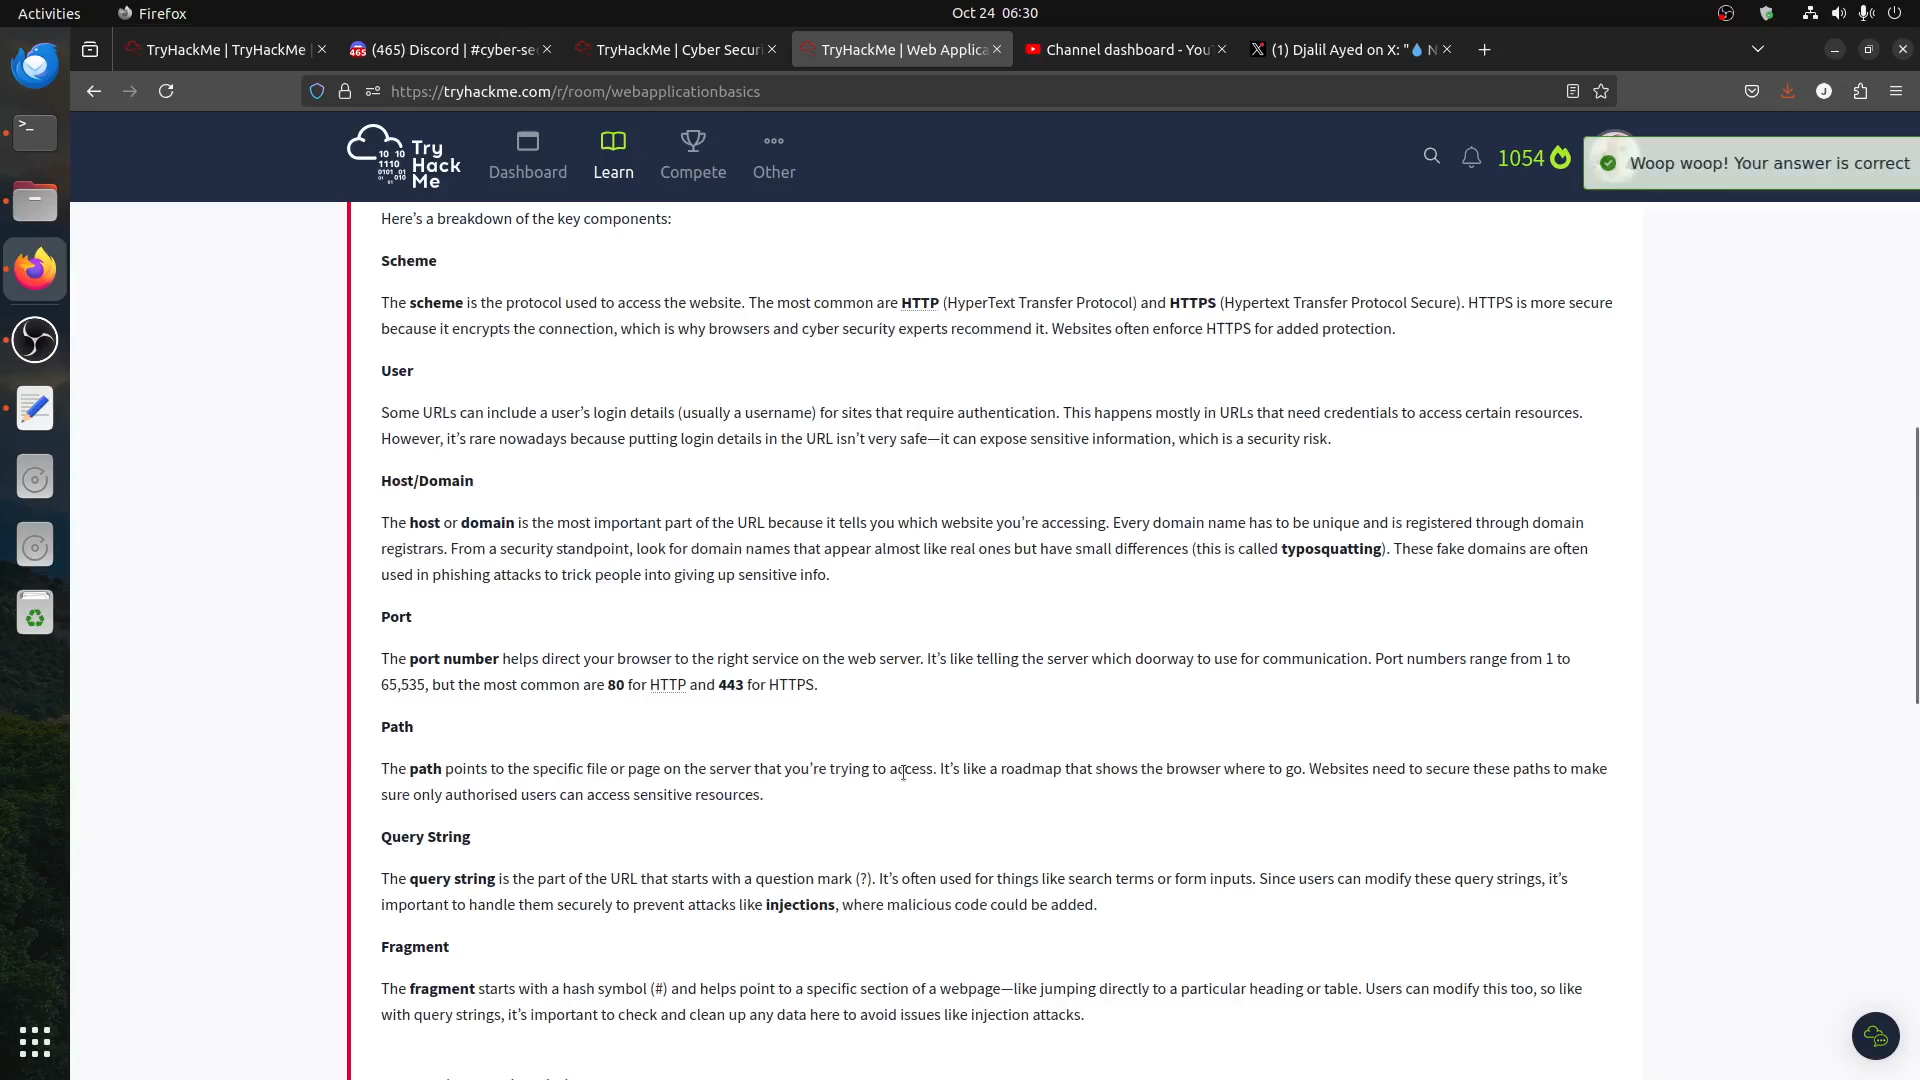 Activities
Firefox
Oct 24 06:30
TryHackMe | TryHackMe
(465) Discord | #cyber-se
TryHackMe | Cyber Securi
TryHackMe | Web Applica
Channel dashboard - You
(1) Djalil Ayed on X: "💧 N
https://tryhackme.com/r/room/webapplicationbasics
Try
Hack
Me
Dashboard
Learn
Compete
Other
1054
Woop woop! Your answer is correct
Here’s a breakdown of the key components:
Scheme
The scheme is the protocol used to access the website. The most common are HTTP (HyperText Transfer Protocol) and HTTPS (Hypertext Transfer Protocol Secure). HTTPS is more secure
because it encrypts the connection, which is why browsers and cyber security experts recommend it. Websites often enforce HTTPS for added protection.
User
Some URLs can include a user’s login details (usually a username) for sites that require authentication. This happens mostly in URLs that need credentials to access certain resources.
However, it’s rare nowadays because putting login details in the URL isn’t very safe—it can expose sensitive information, which is a security risk.
Host/Domain
The host or domain is the most important part of the URL because it tells you which website you’re accessing. Every domain name has to be unique and is registered through domain
registrars. From a security standpoint, look for domain names that appear almost like real ones but have small differences (this is called typosquatting). These fake domains are often
used in phishing attacks to trick people into giving up sensitive info.
Port
The port number helps direct your browser to the right service on the web server. It’s like telling the server which doorway to use for communication. Port numbers range from 1 to
65,535, but the most common are 80 for HTTP and 443 for HTTPS.
Path
The path points to the specific file or page on the server that you’re trying to access. It’s like a roadmap that shows the browser where to go. Websites need to secure these paths to make
sure only authorised users can access sensitive resources.
Query String
The query string is the part of the URL that starts with a question mark (?). It’s often used for things like search terms or form inputs. Since users can modify these query strings, it’s
important to handle them securely to prevent attacks like injections, where malicious code could be added.
Fragment
The fragment starts with a hash symbol (#) and helps point to a specific section of a webpage—like jumping directly to a particular heading or table. Users can modify this too, so like
with query strings, it’s important to check and clean up any data here to avoid issues like injection attacks.